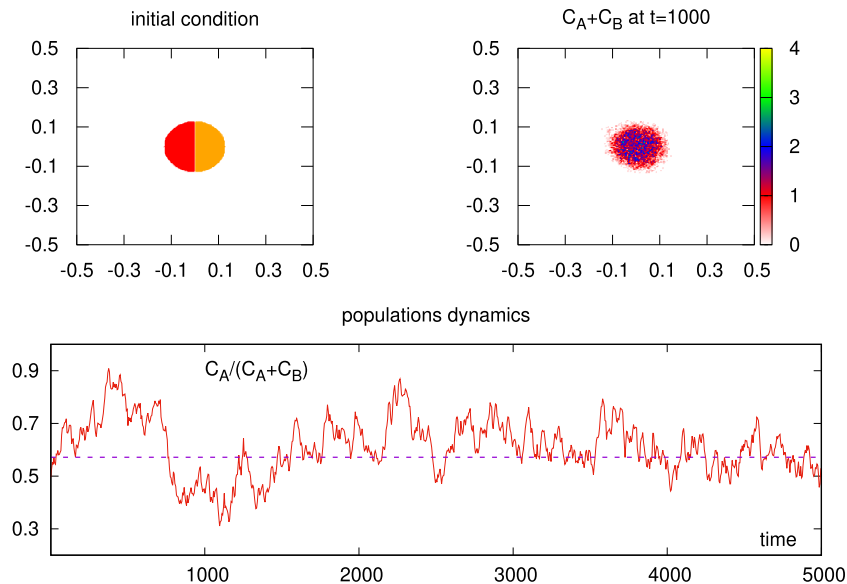 initial condition
0.5
0.3
0.1
-0.1
-0.3
-0.5
-0.5 -0.3 -0.1 0.1 0.3 0.5
C_A+C_B at t=1000
0.5
0.3
0.1
-0.1
-0.3
-0.5
-0.5 -0.3 -0.1 0.1 0.3 0.5
4
3
2
1
0
populations dynamics
C_A/(C_A+C_B)
0.9
0.7
0.5
0.3
time
1000 2000 3000 4000 5000